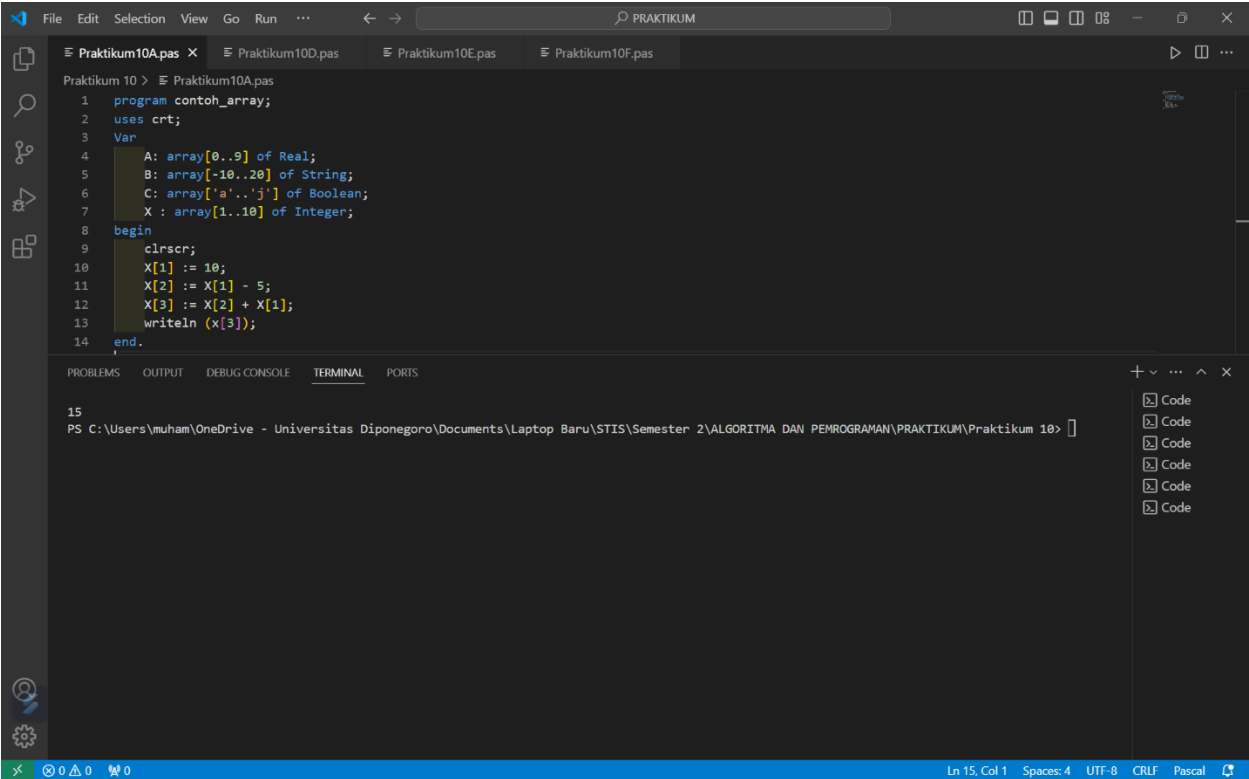 File Edit Selection View Go Run ··· ← → PRAKTIKUM
Praktikum10A.pas × Praktikum10D.pas Praktikum10E.pas Praktikum10F.pas
Praktikum 10 > Praktikum10A.pas
1 program contoh_array;
2 uses crt;
3 Var
4 A: array[0..9] of Real;
5 B: array[-10..20] of String;
6 C: array['a'..'j'] of Boolean;
7 X : array[1..10] of Integer;
8 begin
9 clrscr;
10 X[1] := 10;
11 X[2] := X[1] - 5;
12 X[3] := X[2] + X[1];
13 writeln (x[3]);
14 end.
PROBLEMS OUTPUT DEBUG CONSOLE TERMINAL PORTS
15
PS C:\Users\muham\OneDrive - Universitas Diponegoro\Documents\Laptop Baru\STIS\Semester 2\ALGORITMA DAN PEMROGRAMAN\PRAKTIKUM\Praktikum 10>
Code
Code
Code
Code
Code
Code
0 0 0 Ln 15, Col 1 Spaces: 4 UTF-8 CRLF Pascal